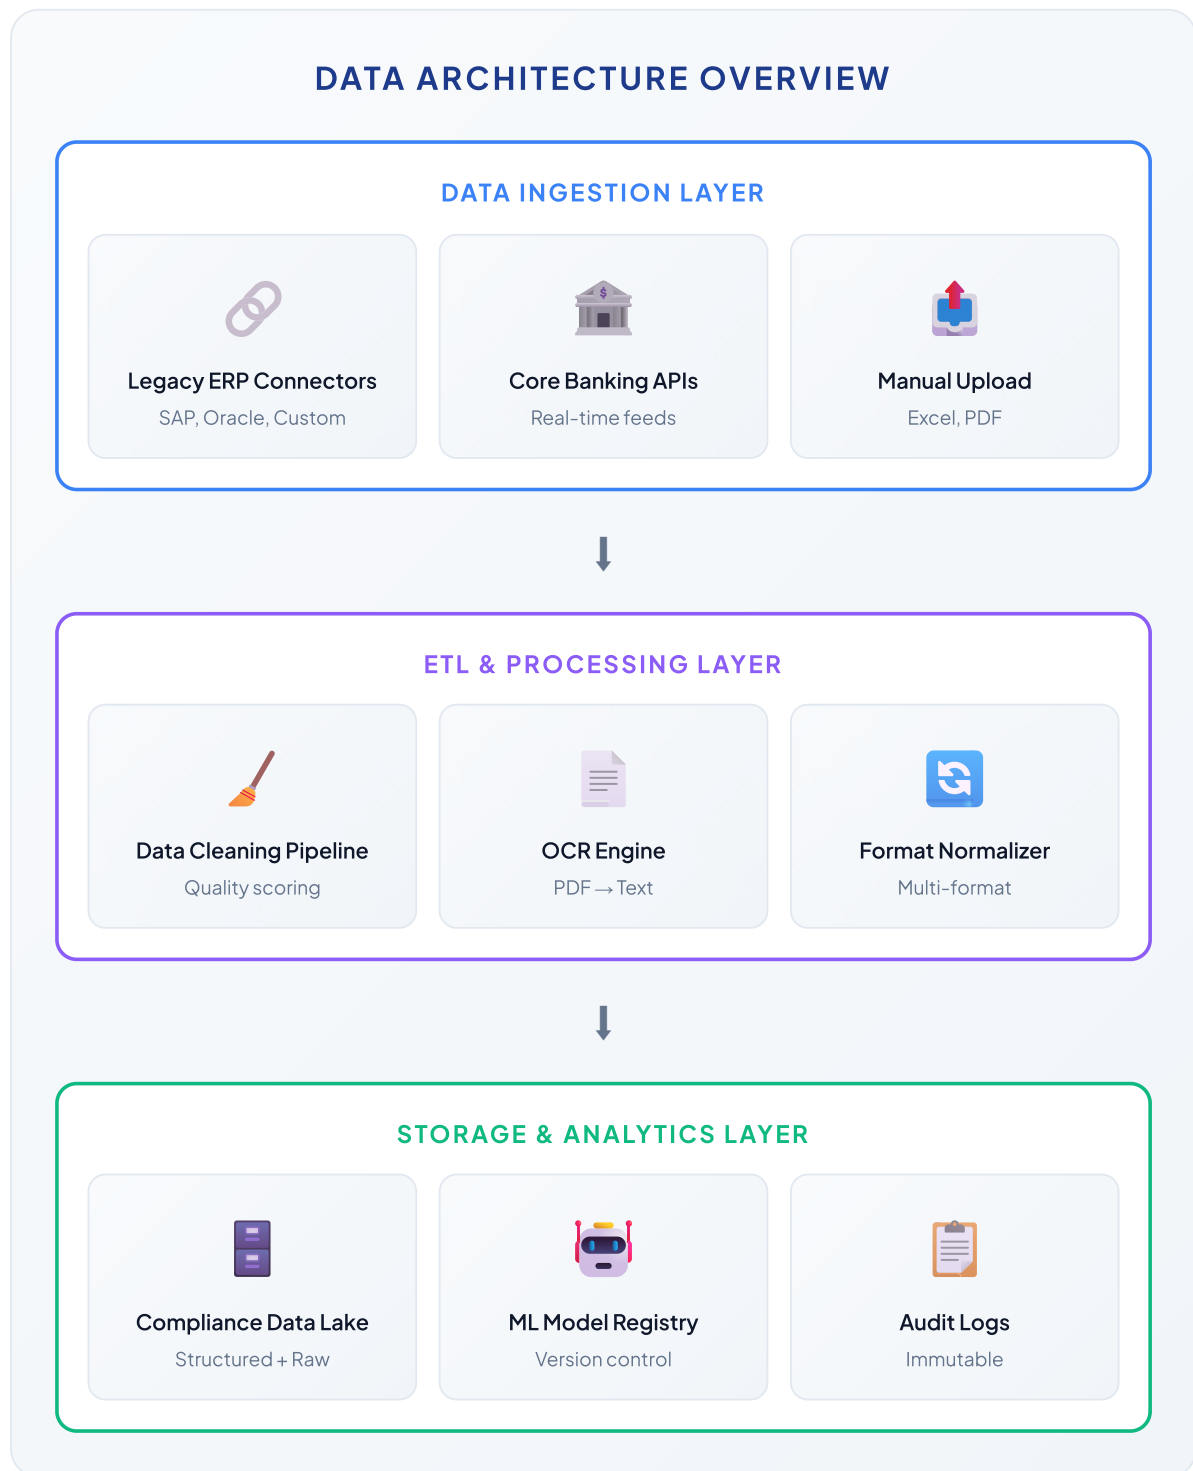 DATA ARCHITECTURE OVERVIEW
DATA INGESTION LAYER
Legacy ERP Connectors
SAP, Oracle, Custom
Core Banking APIs
Real-time feeds
Manual Upload
Excel, PDF
ETL & PROCESSING LAYER
Data Cleaning Pipeline
Quality scoring
OCR Engine
PDF → Text
Format Normalizer
Multi-format
STORAGE & ANALYTICS LAYER
Compliance Data Lake
Structured + Raw
ML Model Registry
Version control
Audit Logs
Immutable